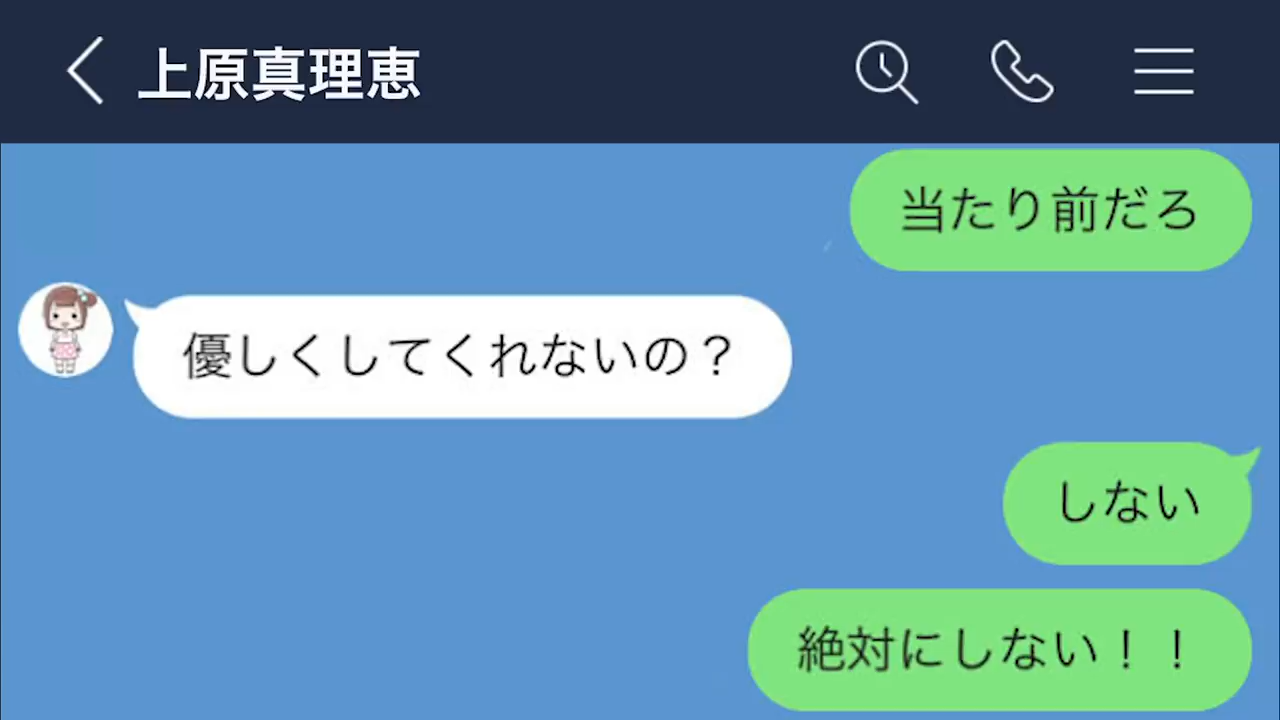 上原真理恵
当たり前だろ
優しくしてくれないの？
しない
絶対にしない！！